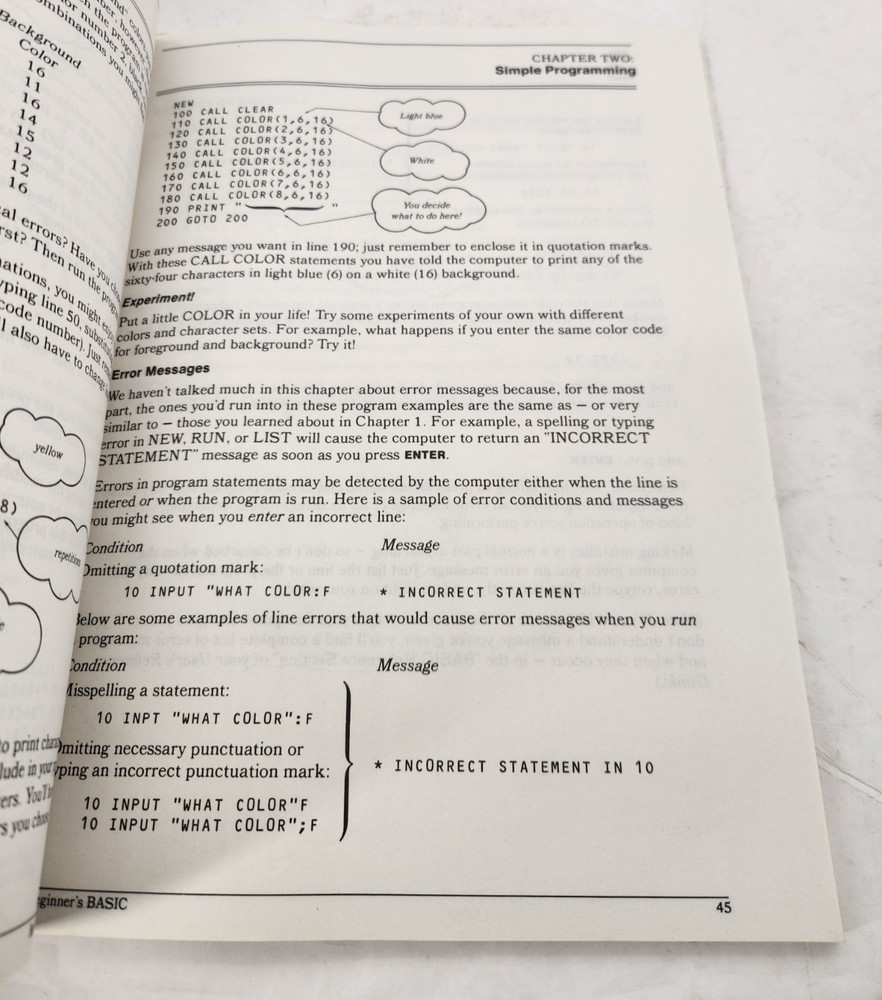 Background
Color
16
11
16
14
15
12
12
16
yellow
8)
CHAPTER TWO:
Simple Programming
NEW
100 CALL CLEAR
110 CALL COLOR(1,6,16)
120 CALL COLOR(2,6,16)
130 CALL COLOR(3,6,16)
140 CALL COLOR(4,6,16)
150 CALL COLOR(5,6,16)
160 CALL COLOR(6,6,16)
170 CALL COLOR(7,6,16)
180 CALL COLOR(8,6,16)
190 PRINT " "
200 GOTO 200
Light blue
White
You decide
what to do here!
Use any message you want in line 190; just remember to enclose it in quotation marks.
With these CALL COLOR statements you have told the computer to print any of the
sixty-four characters in light blue (6) on a white (16) background.
Experiment!
Put a little COLOR in your life! Try some experiments of your own with different
colors and character sets. For example, what happens if you enter the same color code
for foreground and background? Try it!
Error Messages
We haven't talked much in this chapter about error messages because, for the most
part, the ones you'd run into in these program examples are the same — or very
similar to — those you learned about in Chapter 1. For example, a spelling or typing
error in NEW, RUN, or LIST will cause the computer to return an "INCORRECT
STATEMENT" message as soon as you press ENTER.
Errors in program statements may be detected by the computer either when the line is
entered or when the program is run. Here is a sample of error conditions and messages
you might see when you enter an incorrect line:
Condition Message
Omitting a quotation mark:
10 INPUT "WHAT COLOR:F * INCORRECT STATEMENT
Below are some examples of line errors that would cause error messages when you run
program:
Condition Message
Misspelling a statement:
10 INPT "WHAT COLOR":F
Omitting necessary punctuation or
typing an incorrect punctuation mark:
* INCORRECT STATEMENT IN 10
10 INPUT "WHAT COLOR"F
10 INPUT "WHAT COLOR";F
ginner's BASIC 45